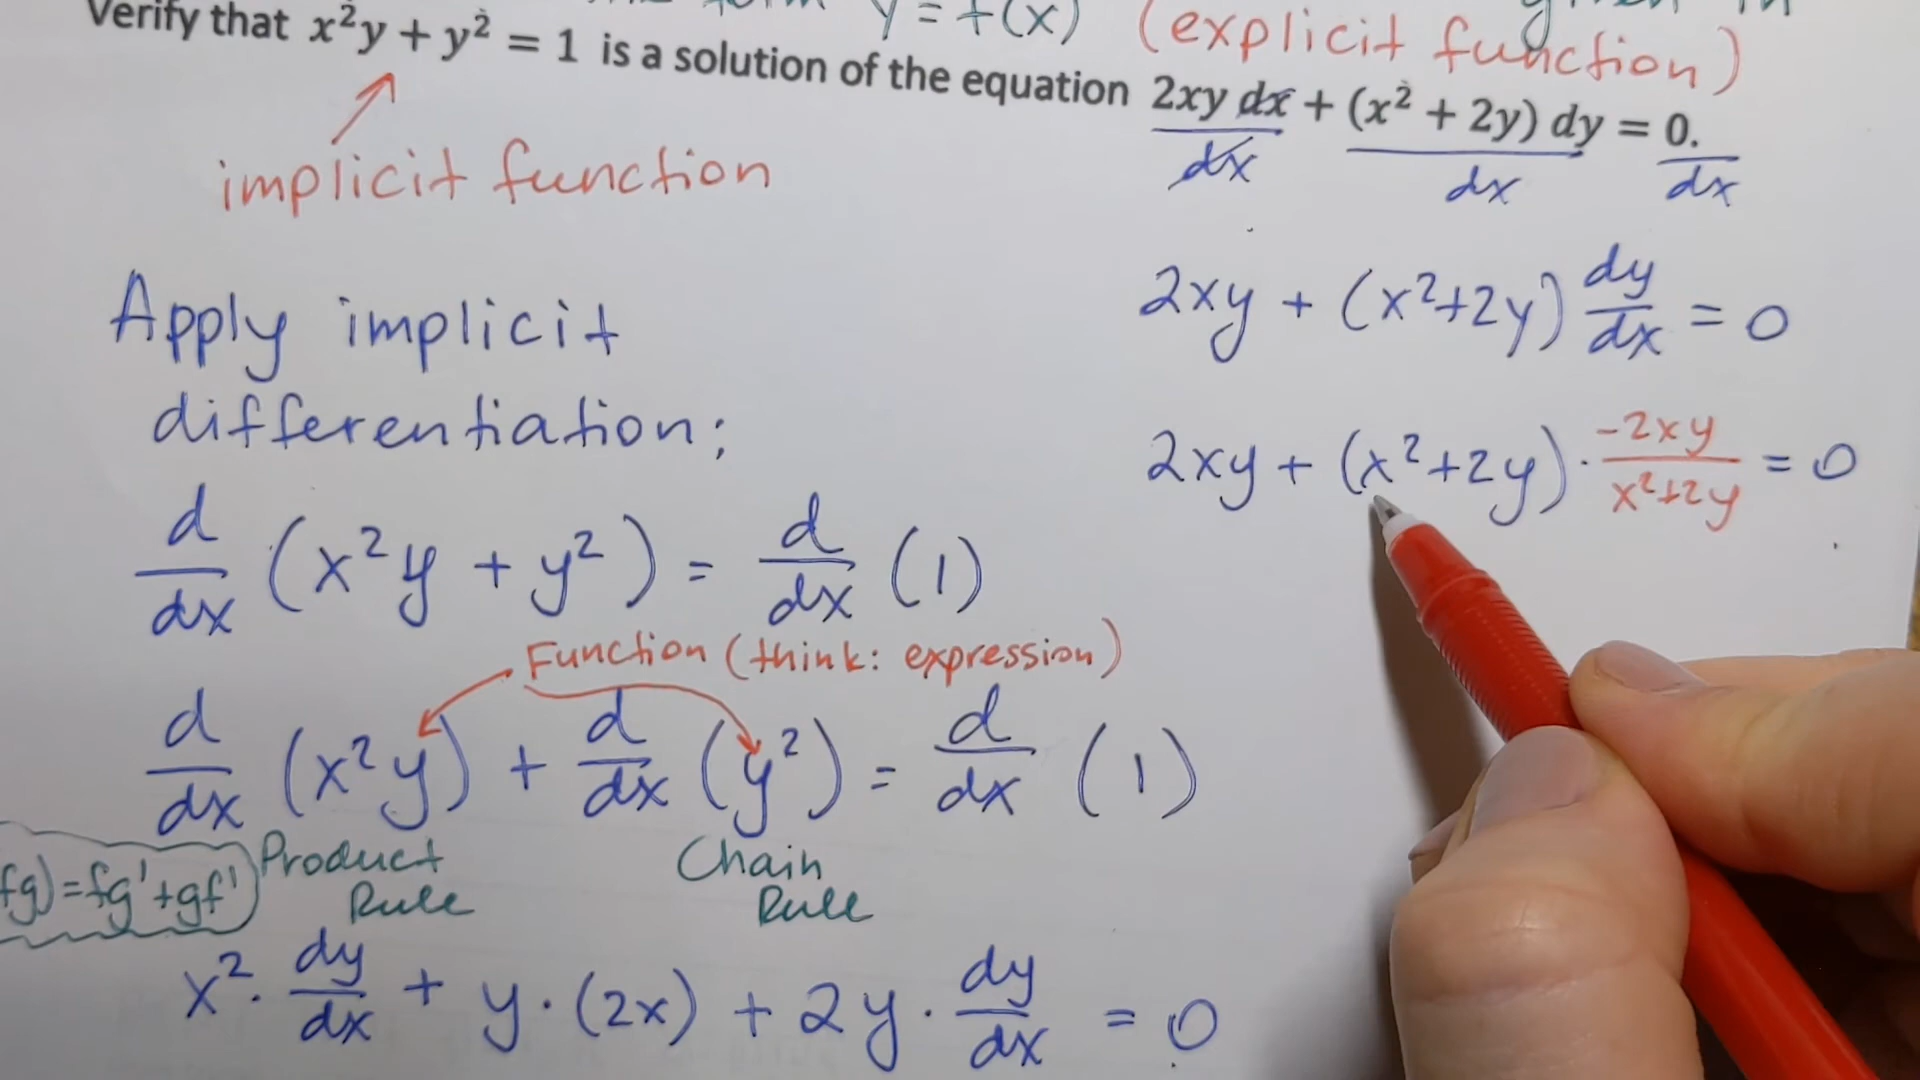 y = f(x) (explicit function)
Verify that x²y + y² = 1 is a solution of the equation 2xy dx + (x² + 2y) dy = 0.
dx dx dx
implicit function
2xy + (x²+2y) dy/dx = 0
Apply implicit
differentiation:
2xy + (x²+2y) · -2xy/x²+2y = 0
d/dx (x²y + y²) = d/dx (1)
Function (think: expression)
d/dx (x²y) + d/dx (y²) = d/dx (1)
Product Rule
Chain Rule
fg) = fg' + gf'
x² · dy/dx + y · (2x) + 2y · dy/dx = 0